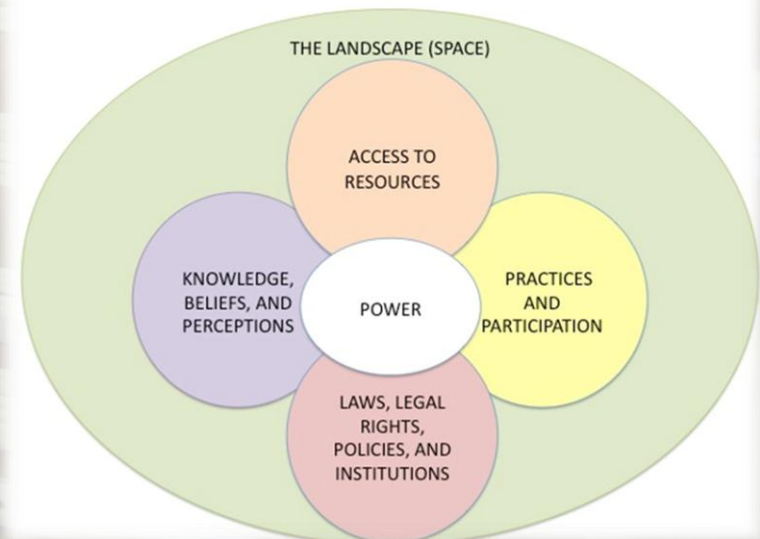 THE LANDSCAPE (SPACE)
ACCESS TO
RESOURCES
KNOWLEDGE,
BELIEFS, AND
PERCEPTIONS
POWER
PRACTICES
AND
PARTICIPATION
LAWS, LEGAL
RIGHTS,
POLICIES, AND
INSTITUTIONS